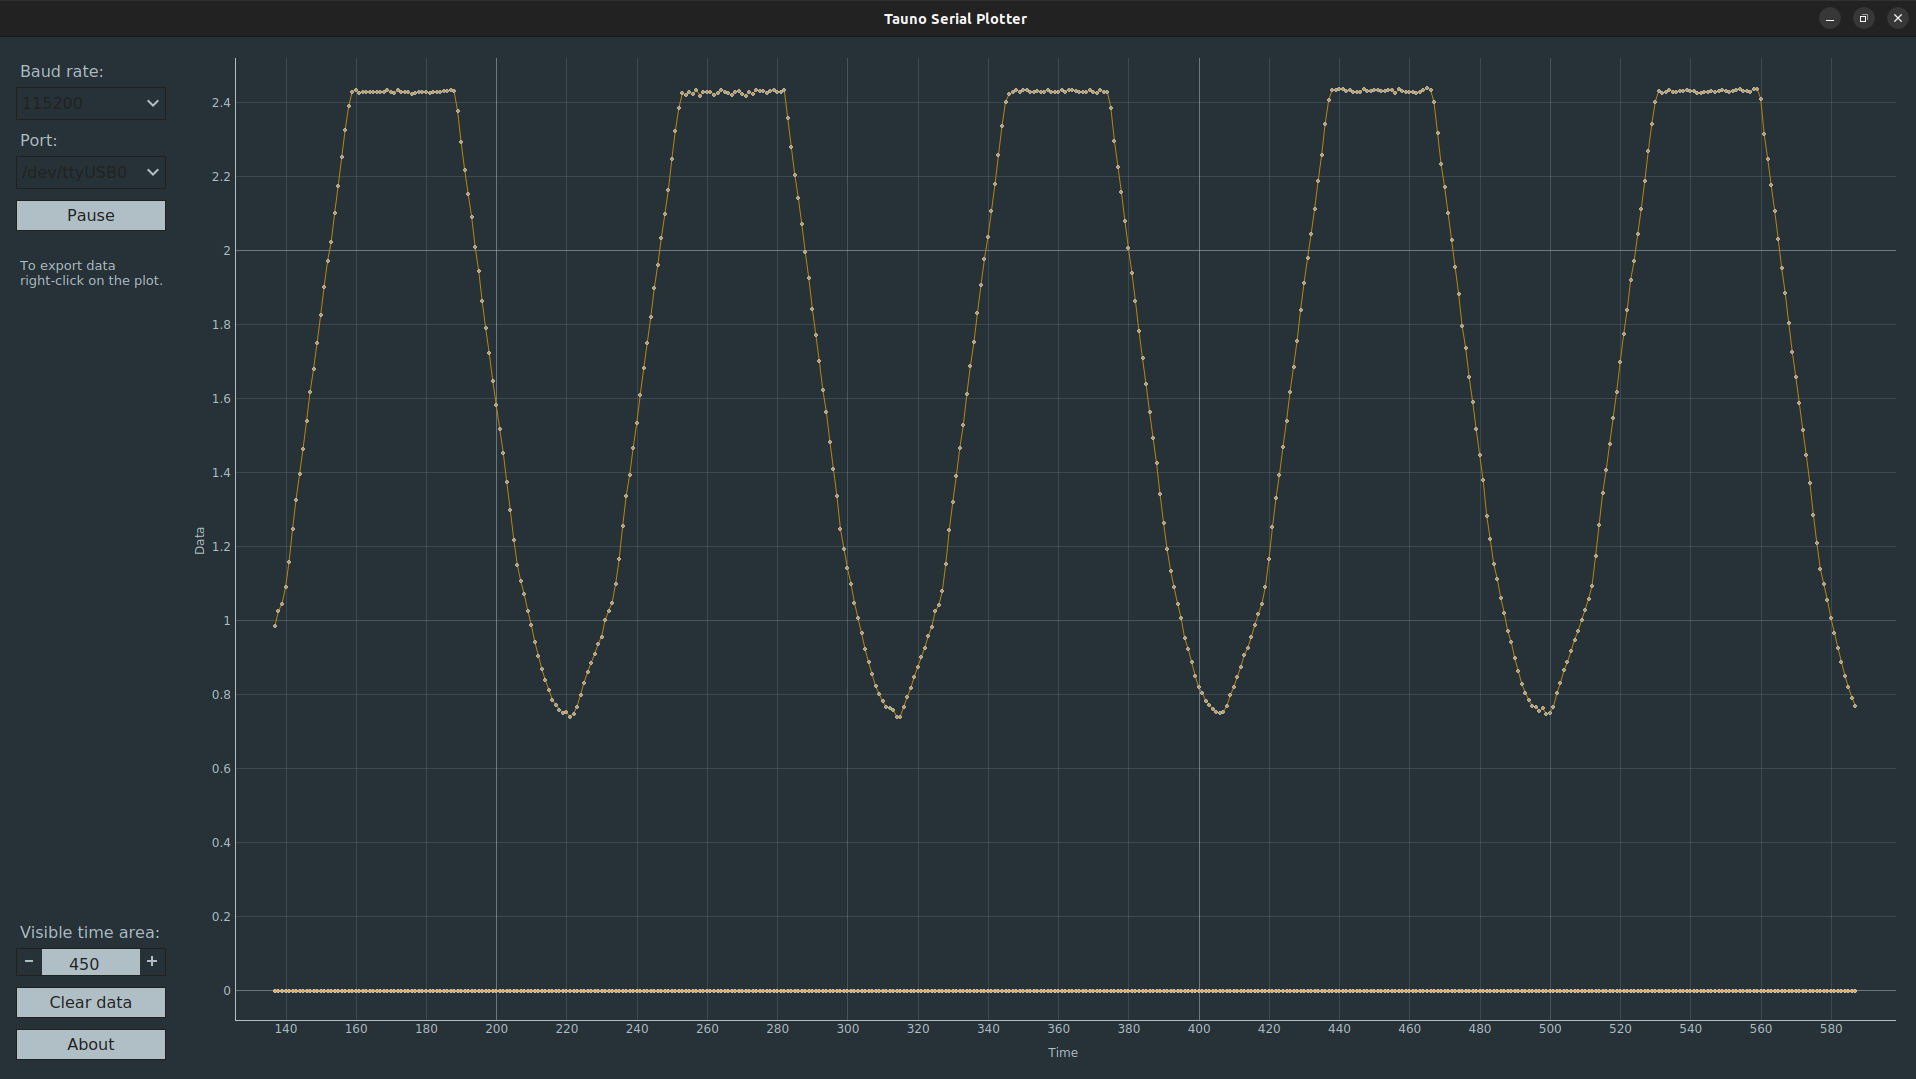 Tauno Serial Plotter
Baud rate:
115200
Port:
/dev/ttyUSB0
Pause
To export data
right-click on the plot.
Visible time area:
450
Clear data
About
Data
2.4
2.2
2
1.8
1.6
1.4
1.2
1
0.8
0.6
0.4
0.2
0
140 160 180 200 220 240 260 280 300 320 340 360 380 400 420 440 460 480 500 520 540 560 580
Time